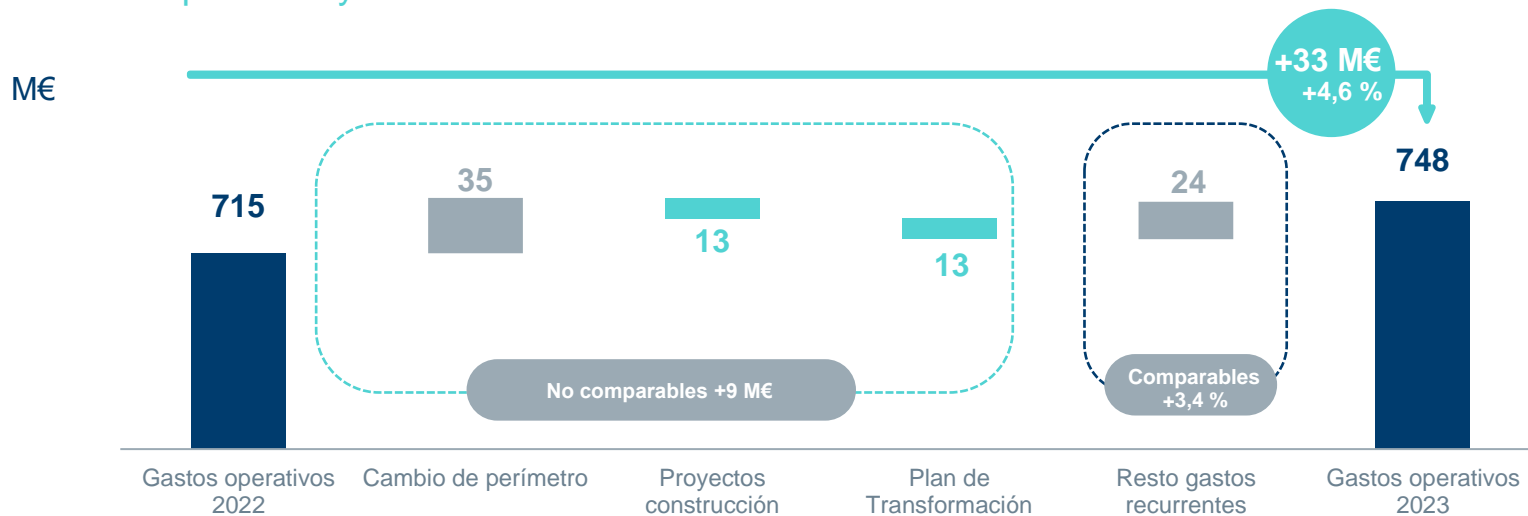 M€
+33 M€
+4,6 %
715
35
13
13
24
748
No comparables +9 M€
Comparables
+3,4 %
Gastos operativos
2022
Cambio de perímetro
Proyectos
construcción
Plan de
Transformación
Resto gastos
recurrentes
Gastos operativos
2023